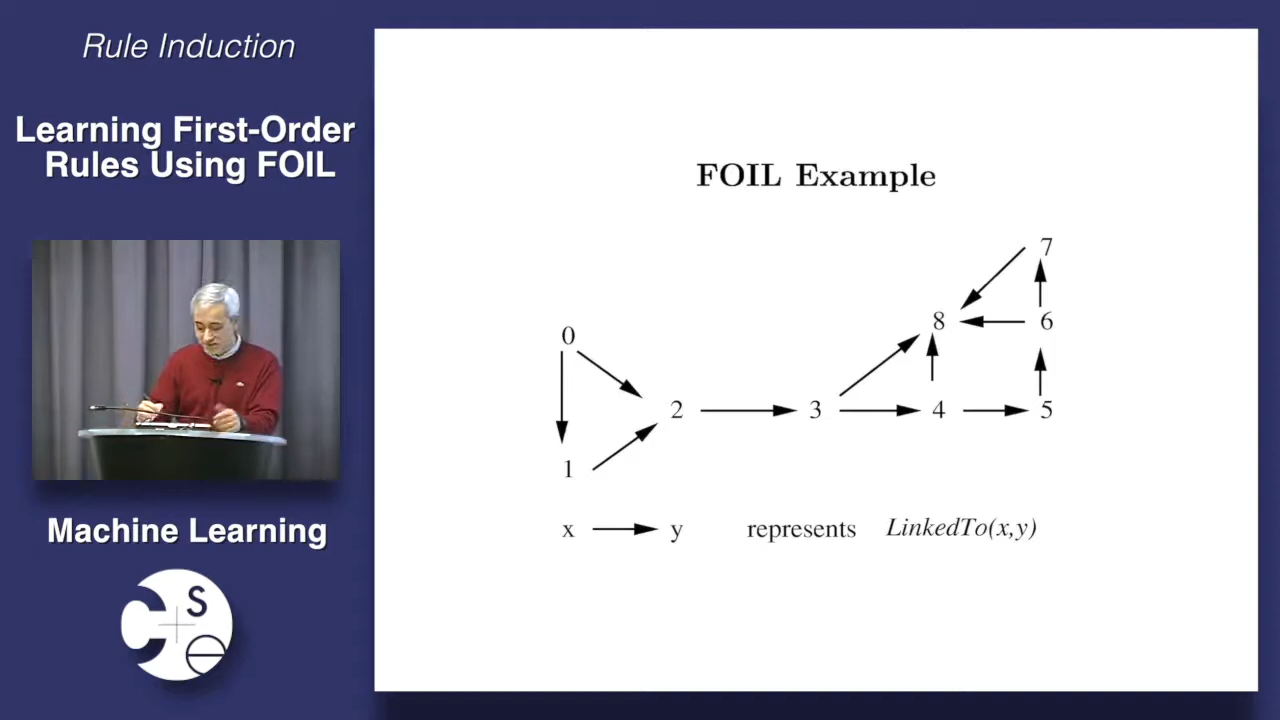 Rule Induction
Learning First-Order
Rules Using FOIL
Machine Learning
C + s e
FOIL Example
7
0 8 6
2 3 4 5
1
x y represents LinkedTo(x,y)